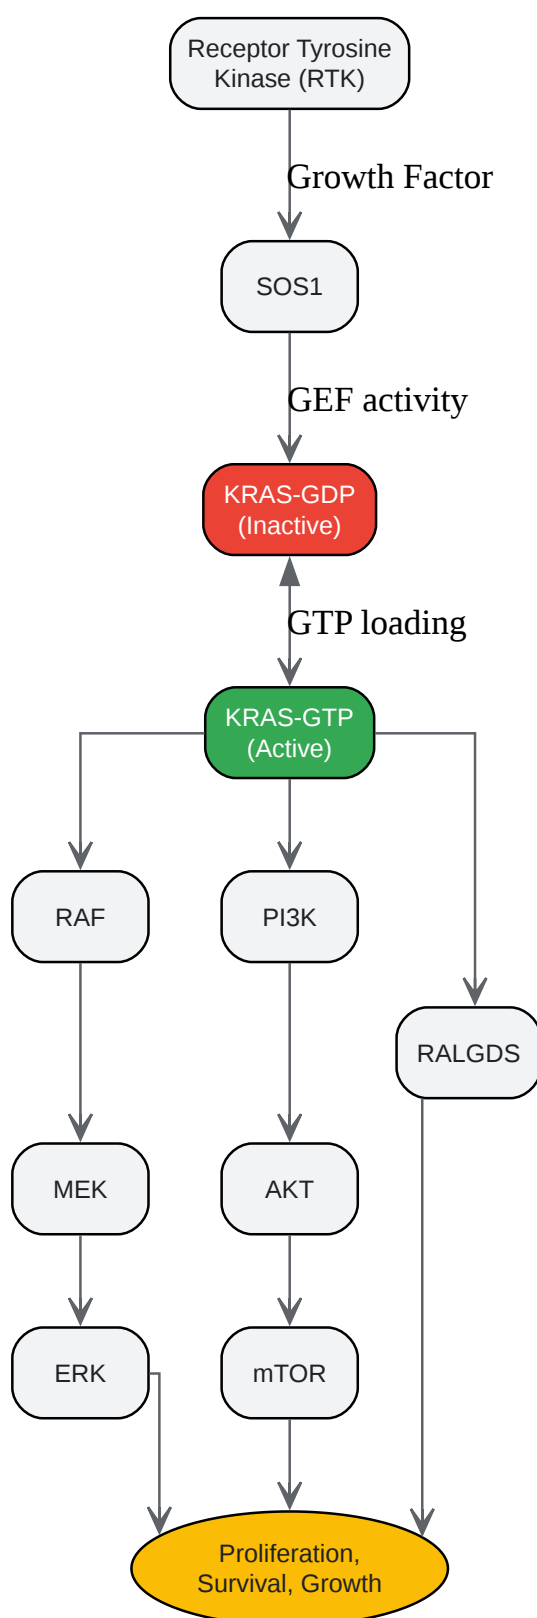 Receptor Tyrosine
Kinase (RTK)
Growth Factor
SOS1
GEF activity
KRAS-GDP
(Inactive)
GTP loading
KRAS-GTP
(Active)
RAF
PI3K
RALGDS
MEK
AKT
ERK
mTOR
Proliferation,
Survival, Growth